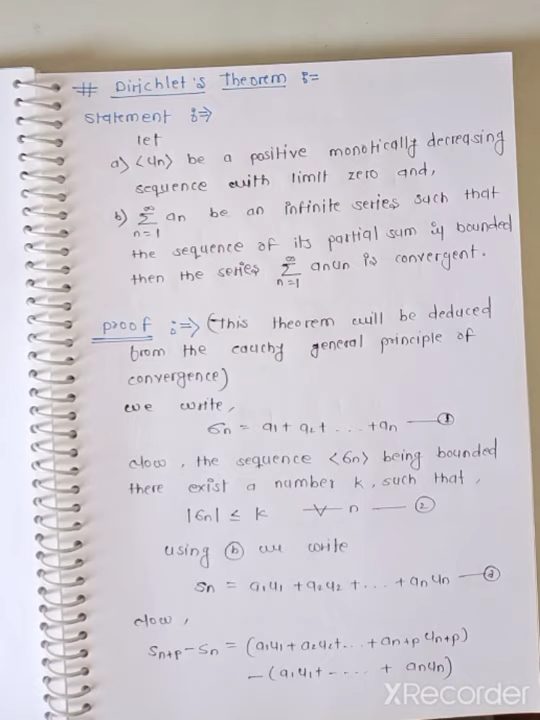 # Dirichlet's Theorem :=
Statement :⇒
let
a) <un> be a positive monotically decreasing
sequence with limit zero and,
b) ∞∑n=1 an be an infinite series such that
the sequence of its partial sum is bounded
then the series ∞∑n=1 anun is convergent.
proof :⇒ (This theorem will be deduced
from the cauchy general principle of
convergence)
we write,
σn = a1 + a2 + ... + an —①
Now, the sequence <σn> being bounded
there exist a number k, such that,
|σn| ≤ k ∀ n —②
using ⓑ we write
Sn = a1u1 + a2u2 + ... + anun —③
Now,
Sn+p - Sn = (a1u1 + a2u2+... + an+p un+p)
- (a1u1 + - .... + anun)
XRecorder